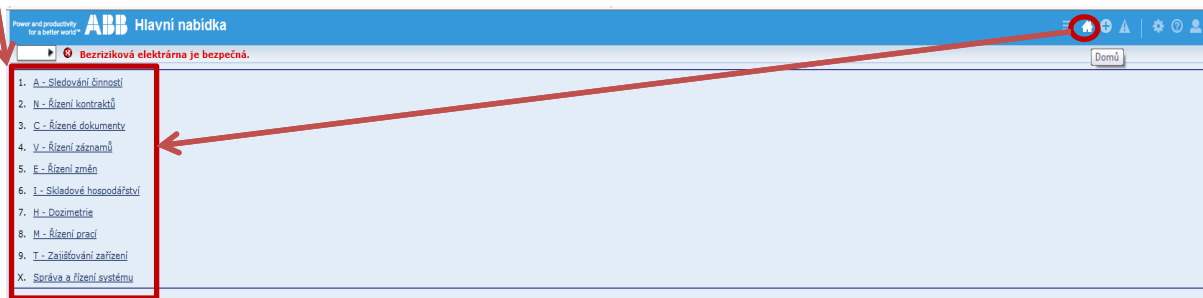 Power and productivity
for a better world™ ABB Hlavní nabídka
Bezriziková elektrárna je bezpečná.
Domů
1. A - Sledování činností
2. N - Řízení kontraktů
3. C - Řízené dokumenty
4. V - Řízení záznamů
5. E - Řízení změn
6. I - Skladové hospodářství
7. H - Dozimetrie
8. M - Řízení prací
9. T - Zajišťování zařízení
X. Správa a řízení systému